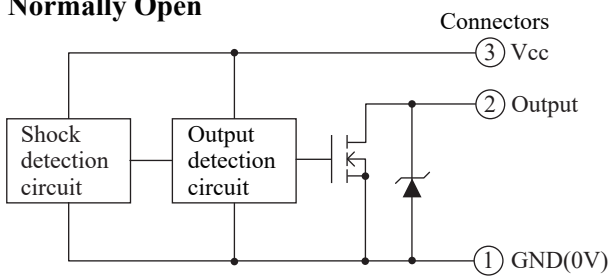 Normally Open
Connectors
3 Vcc
2 Output
Shock
detection
circuit
Output
detection
circuit
1 GND(0V)